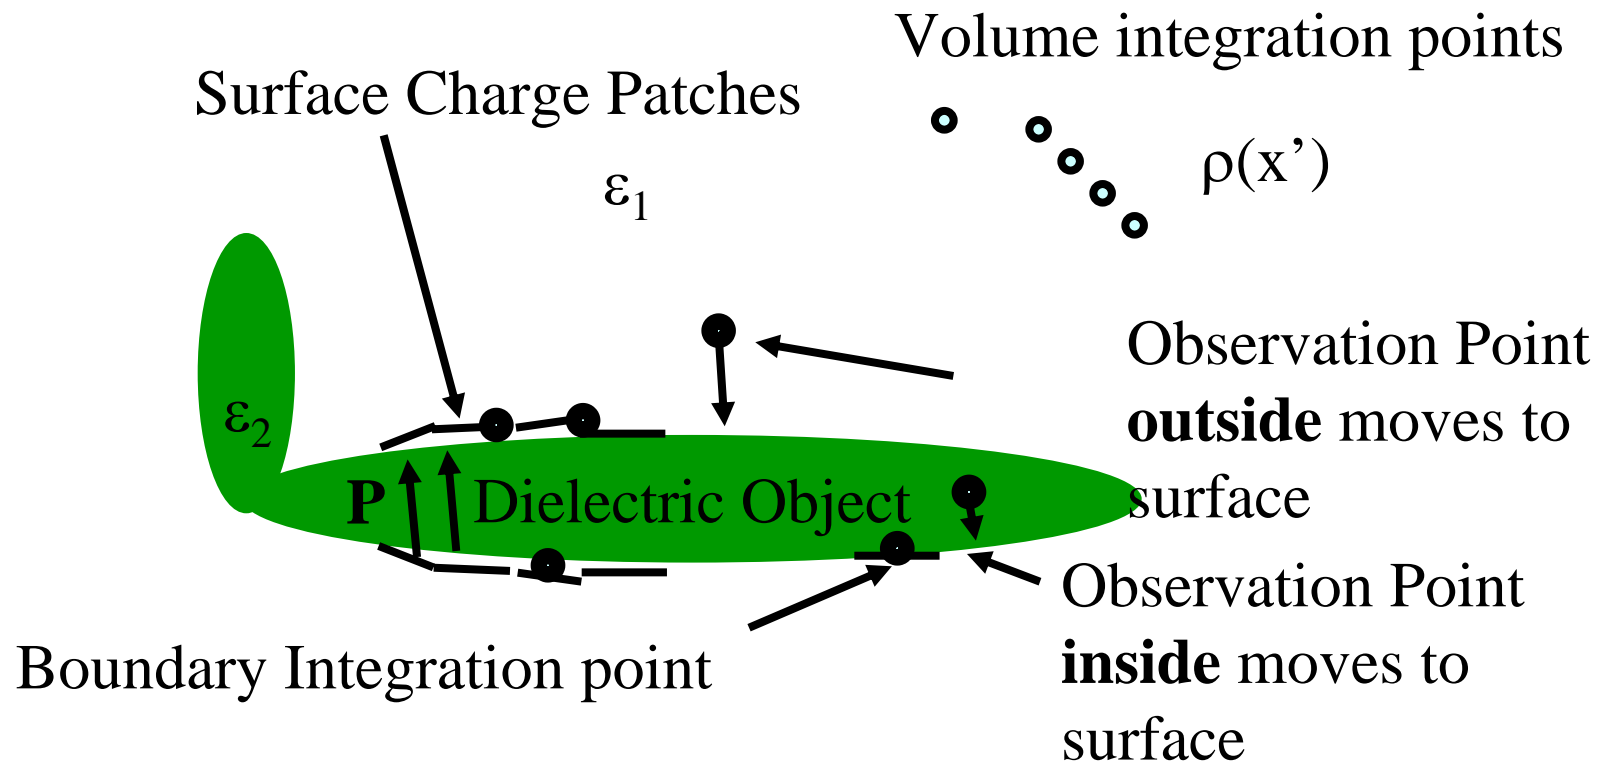 Volume integration points
Surface Charge Patches
ρ(x’)
ε₁
Observation Point
outside moves to
surface
ε₂
P
Dielectric Object
Observation Point
inside moves to
surface
Boundary Integration point